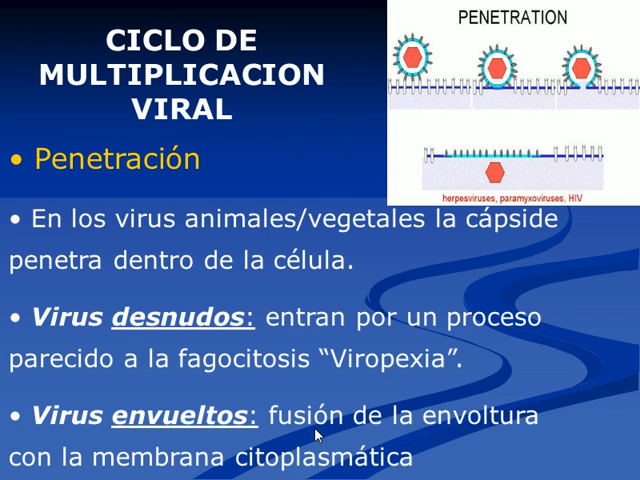 CICLO DE
MULTIPLICACION
VIRAL
PENETRATION
herpesviruses, paramyxoviruses, HIV
• Penetración
• En los virus animales/vegetales la cápside
penetra dentro de la célula.
• Virus desnudos: entran por un proceso
parecido a la fagocitosis “Viropexia”.
• Virus envueltos: fusión de la envoltura
con la membrana citoplasmática